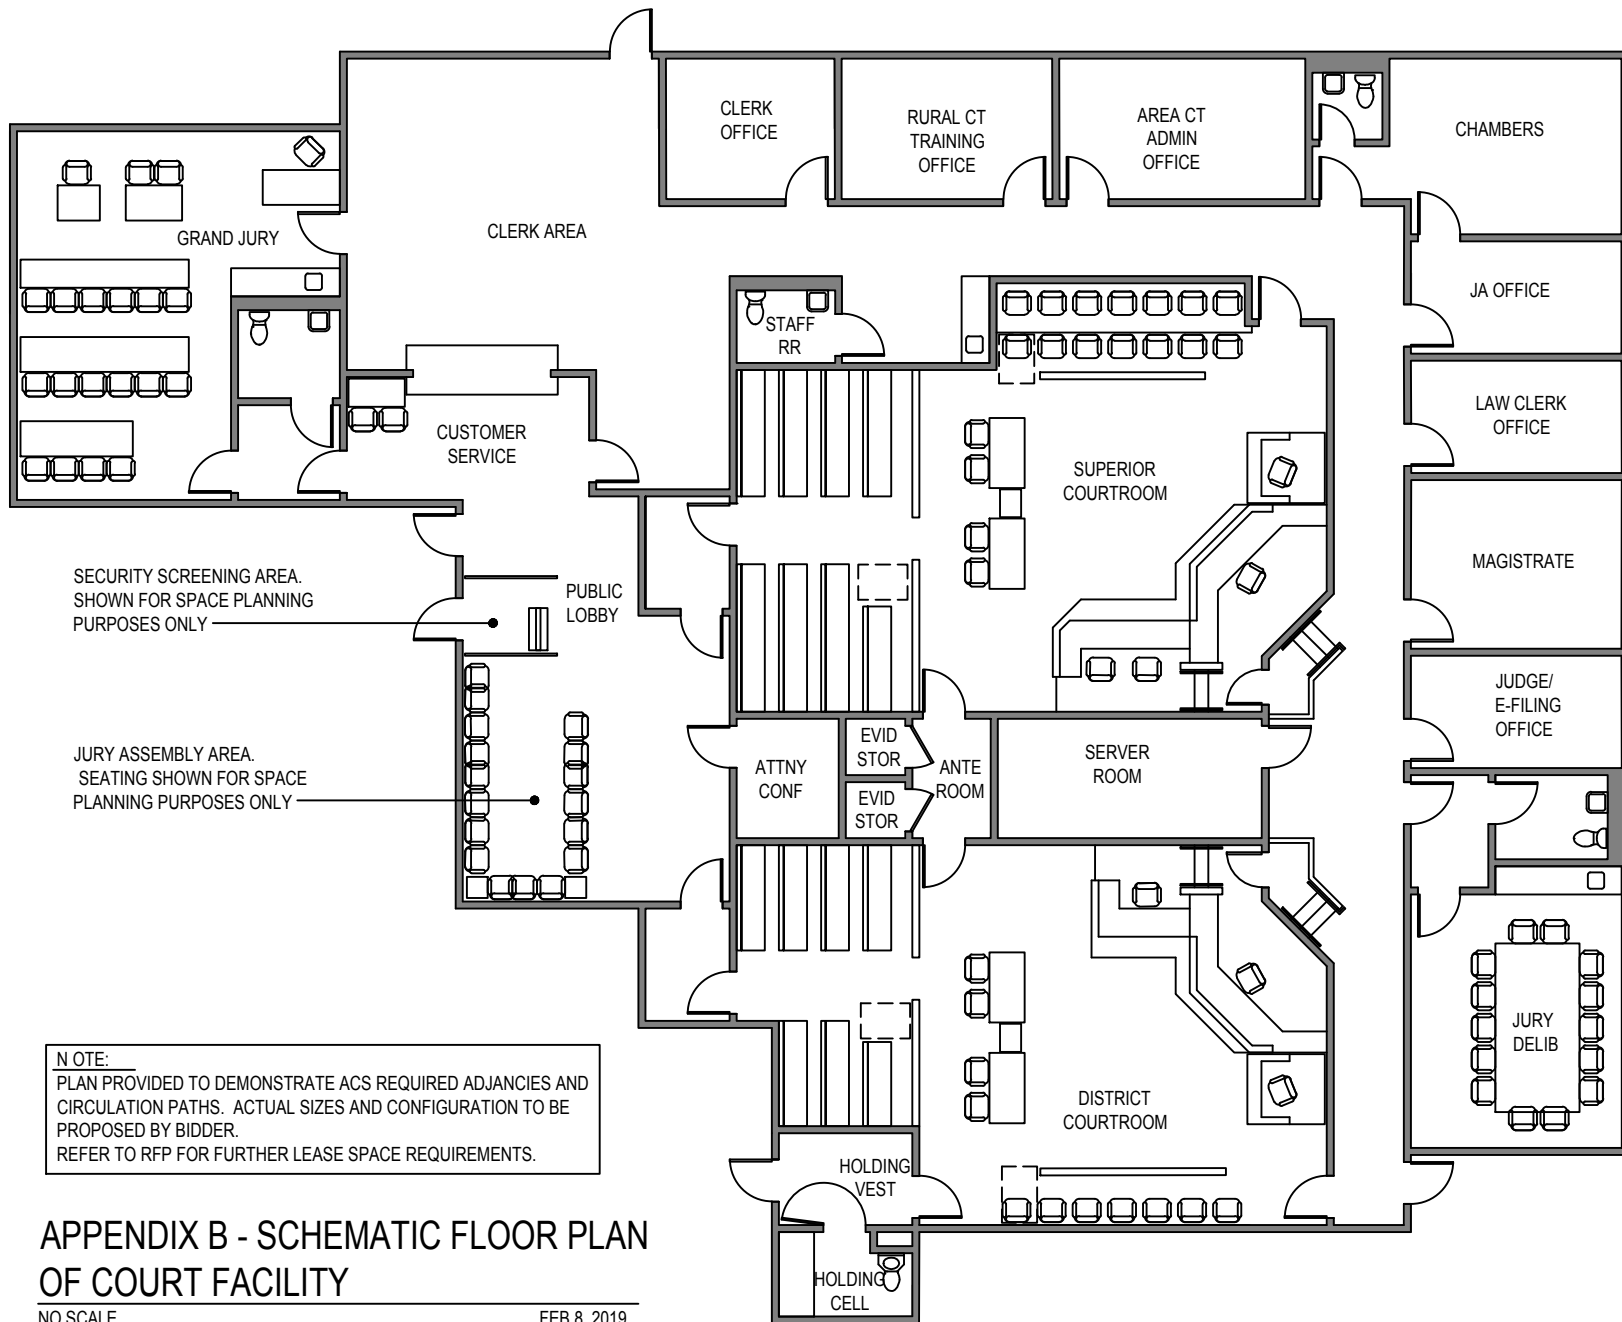 CLERK
OFFICE
RURAL CT
TRAINING
OFFICE
AREA CT
ADMIN
OFFICE
CHAMBERS
GRAND JURY
CLERK AREA
JA OFFICE
STAFF
RR
LAW CLERK
OFFICE
CUSTOMER
SERVICE
SUPERIOR
COURTROOM
MAGISTRATE
SECURITY SCREENING AREA.
SHOWN FOR SPACE PLANNING
PURPOSES ONLY
PUBLIC
LOBBY
JUDGE/
E-FILING
OFFICE
JURY ASSEMBLY AREA.
SEATING SHOWN FOR SPACE
PLANNING PURPOSES ONLY
ATTNY
CONF
EVID
STOR
EVID
STOR
ANTE
ROOM
SERVER
ROOM
JURY
DELIB
N OTE:
PLAN PROVIDED TO DEMONSTRATE ACS REQUIRED ADJANCIES AND
CIRCULATION PATHS. ACTUAL SIZES AND CONFIGURATION TO BE
PROPOSED BY BIDDER.
REFER TO RFP FOR FURTHER LEASE SPACE REQUIREMENTS.
DISTRICT
COURTROOM
HOLDING
VEST
HOLDING
CELL
APPENDIX B - SCHEMATIC FLOOR PLAN
OF COURT FACILITY
NO SCALE
FEB 8, 2019